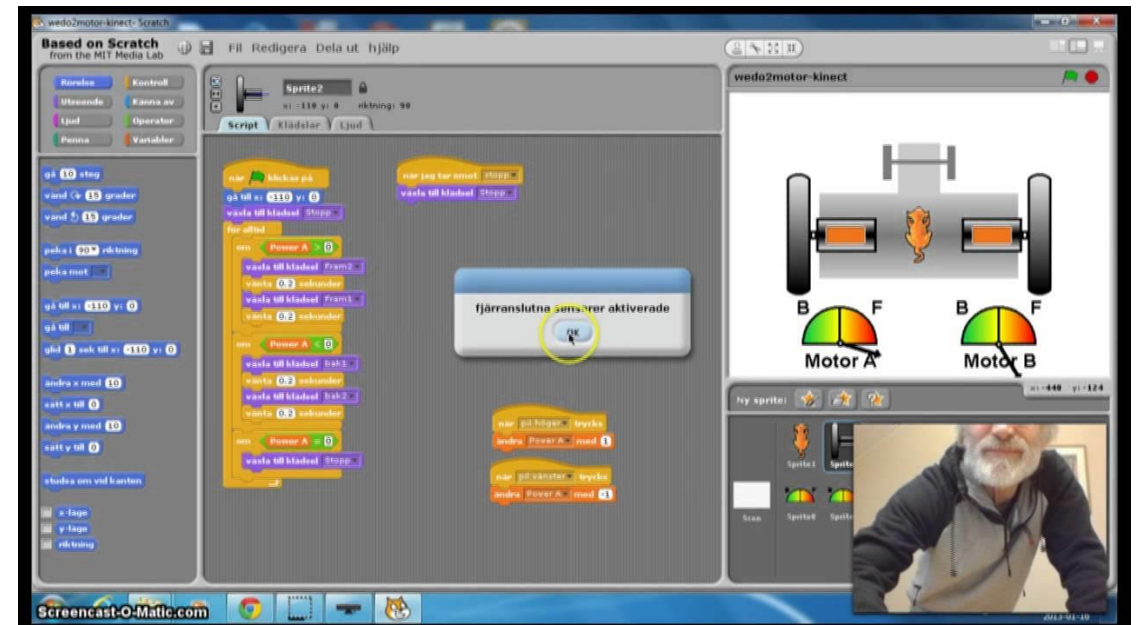 wedo2motor-kinect- Scratch
Based on Scratch
from the MIT Media Lab
Fil Redigera Dela ut hjälp
Rörelse
Kontroll
Utseende
Känna av
Ljud
Operator
Penna
Variabler
Sprite2
x: -110 y: 0 riktning: 90
Script
Klädslar
Ljud
gå 10 steg
vänd 15 grader
vänd 15 grader
peka i 90 riktning
peka mot
gå till x: -110 y: 0
gå till
glid 1 sek till x: -110 y: 0
ändra x med 10
sätt x till 0
ändra y med 10
sätt y till 0
studsa om vid kanten
x-läge
y-läge
riktning
när klickas på
gå till x: -110 y: 0
växla till klädsel Stopp
för alltid
om Power A > 0
växla till klädsel Fram2
vänta 0.2 sekunder
växla till klädsel Fram1
vänta 0.2 sekunder
om Power A < 0
växla till klädsel bak1
vänta 0.2 sekunder
växla till klädsel bak2
vänta 0.2 sekunder
om Power A = 0
växla till klädsel Stopp
när jag tar emot stopp
växla till klädsel Stopp
fjärranslutna sensorer aktiverade
OK
när pil höger trycks
ändra Power A med 1
när pil vänster trycks
ändra Power A med -1
wedo2motor-kinect
B F
Motor A
B F
Motor B
x: -440 y: -124
Ny sprite:
Sprite1
Scen
Screencast-O-Matic.com
2013-01-16